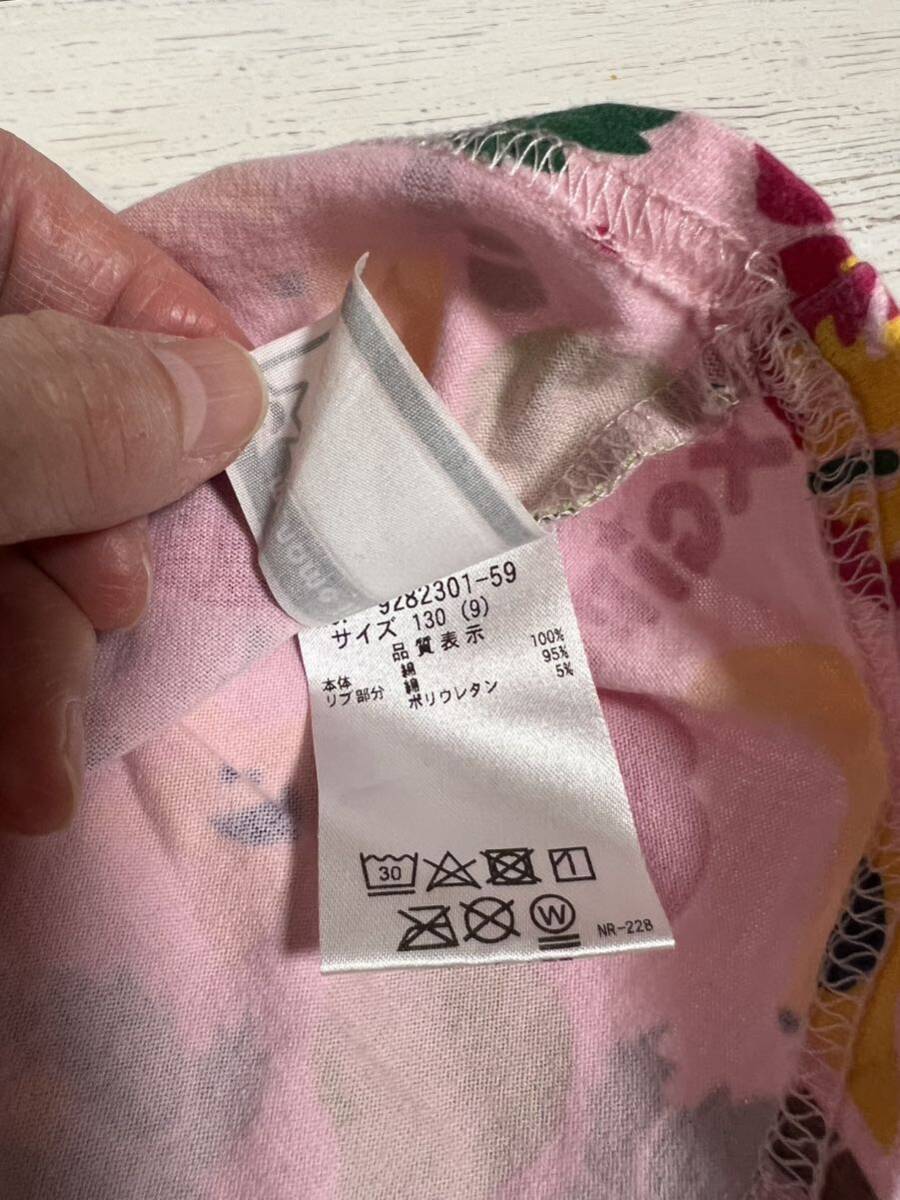 9282301-59
サイズ 130 (9)
品質表示
本体 綿 100%
リブ部分 綿 95%
ポリウレタン 5%
30
W
NR-228